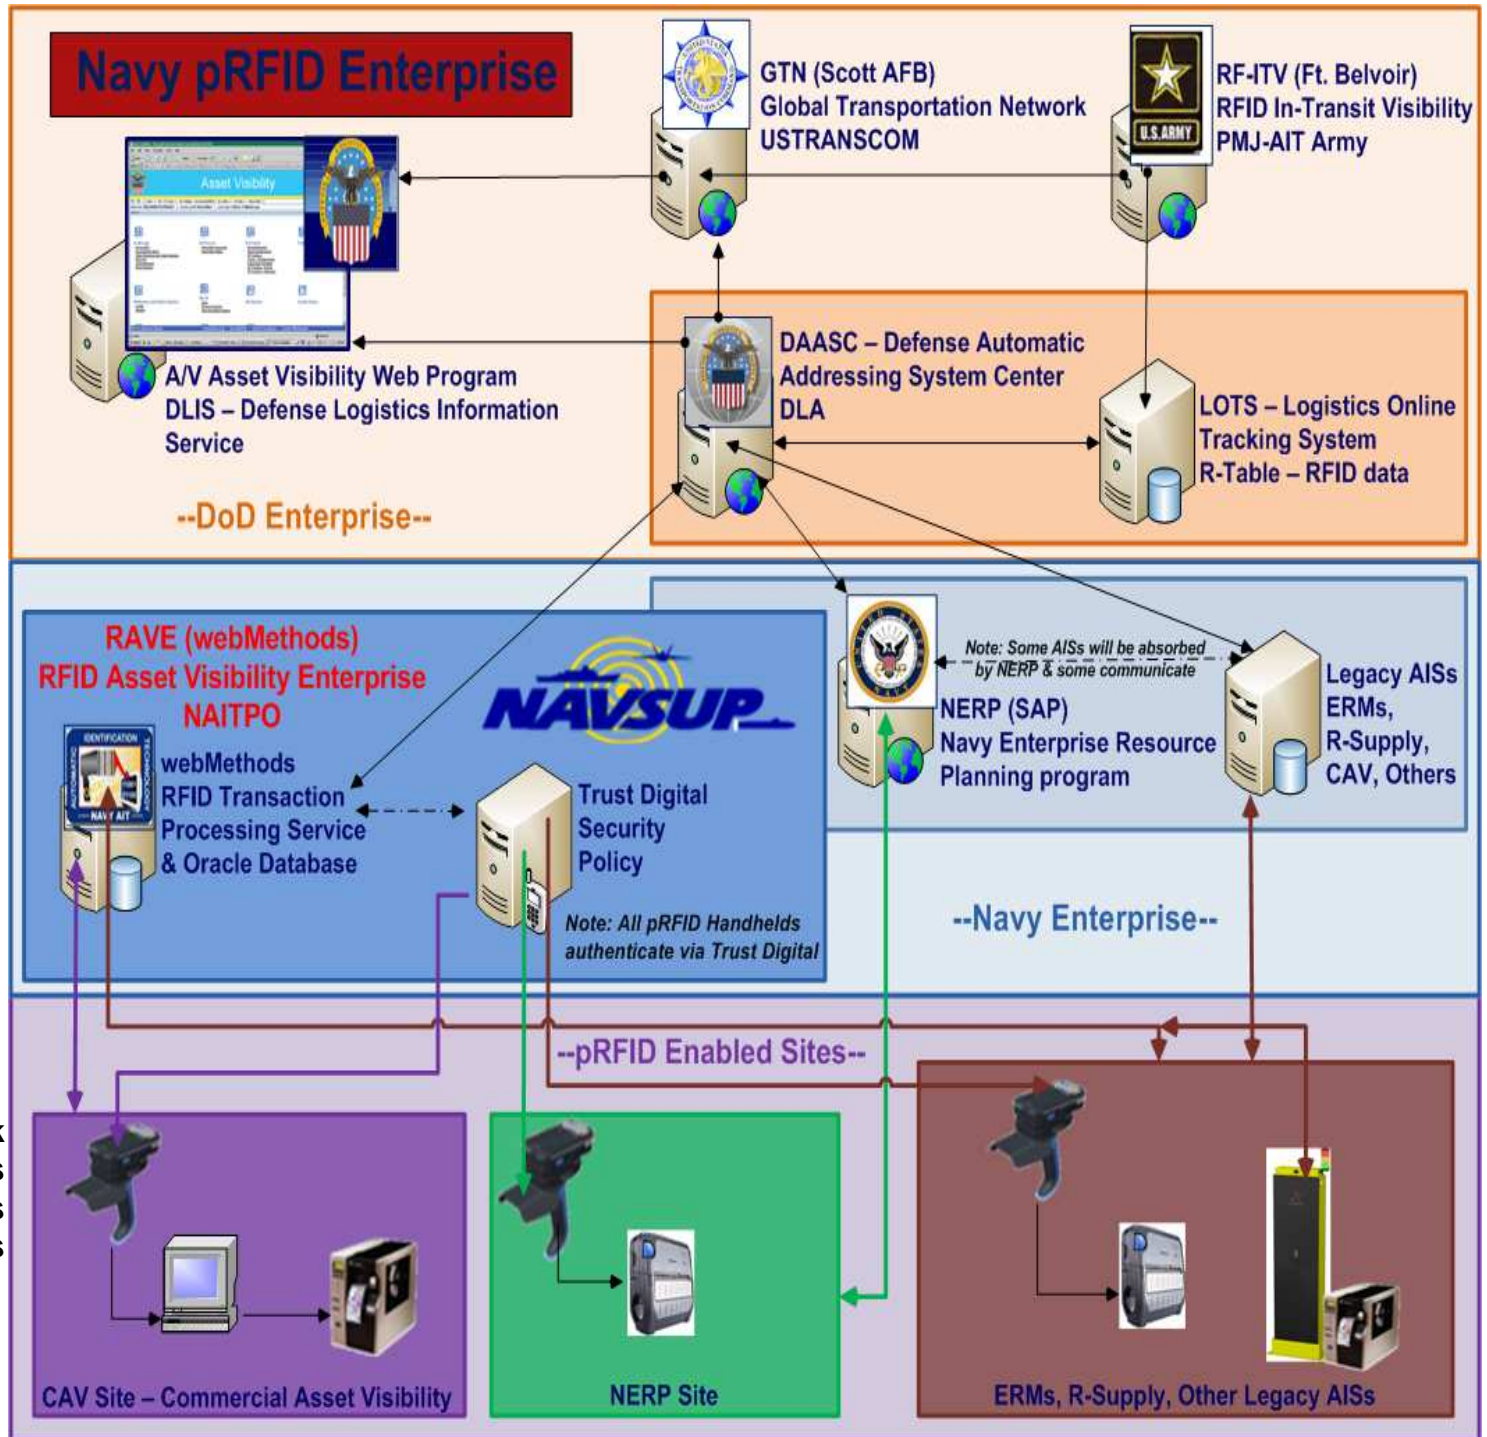 Navy pRFID Enterprise
GTN (Scott AFB)
Global Transportation Network
USTRANSCOM
RF-ITV (Ft. Belvoir)
RFID In-Transit Visibility
PMJ-AIT Army
U.S.ARMY
Asset Visibility
A/V Asset Visibility Web Program
DLIS – Defense Logistics Information
Service
DAASC – Defense Automatic
Addressing System Center
DLA
LOTS – Logistics Online
Tracking System
R-Table – RFID data
--DoD Enterprise--
RAVE (webMethods)
RFID Asset Visibility Enterprise
NAITPO
NAVSUP
IDENTIFICATION
TECHNOLOGY
AUTOMATIC
NAVY AIT
webMethods
RFID Transaction
Processing Service
& Oracle Database
Trust Digital
Security
Policy
Note: All pRFID Handhelds
authenticate via Trust Digital
Note: Some AISs will be absorbed
by NERP & some communicate
NERP (SAP)
Navy Enterprise Resource
Planning program
Legacy AISs
ERMs,
R-Supply,
CAV, Others
--Navy Enterprise--
--pRFID Enabled Sites--
k
s
s
s
CAV Site – Commercial Asset Visibility
NERP Site
ERMs, R-Supply, Other Legacy AISs